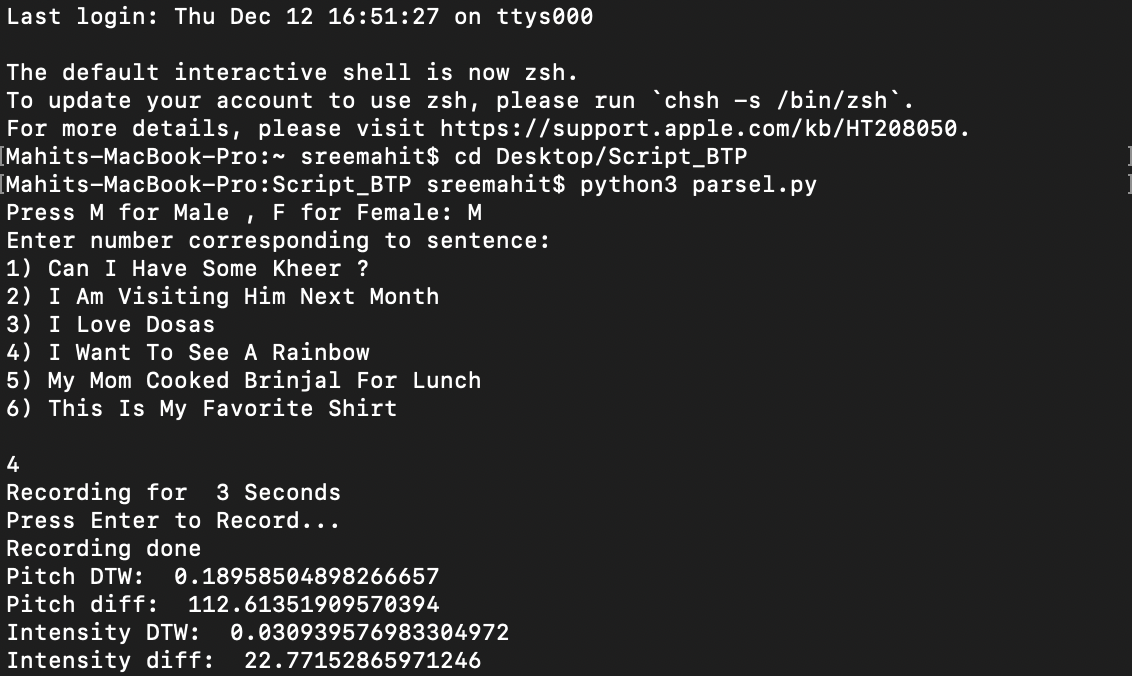 Last login: Thu Dec 12 16:51:27 on ttys000
The default interactive shell is now zsh.
To update your account to use zsh, please run `chsh -s /bin/zsh`.
For more details, please visit https://support.apple.com/kb/HT208050.
[Mahits-MacBook-Pro:~ sreemahit$ cd Desktop/Script_BTP ]
[Mahits-MacBook-Pro:Script_BTP sreemahit$ python3 parsel.py ]
Press M for Male , F for Female: M
Enter number corresponding to sentence:
1) Can I Have Some Kheer ?
2) I Am Visiting Him Next Month
3) I Love Dosas
4) I Want To See A Rainbow
5) My Mom Cooked Brinjal For Lunch
6) This Is My Favorite Shirt
4
Recording for  3 Seconds
Press Enter to Record...
Recording done
Pitch DTW:  0.18958504898266657
Pitch diff:  112.61351909570394
Intensity DTW:  0.030939576983304972
Intensity diff:  22.77152865971246